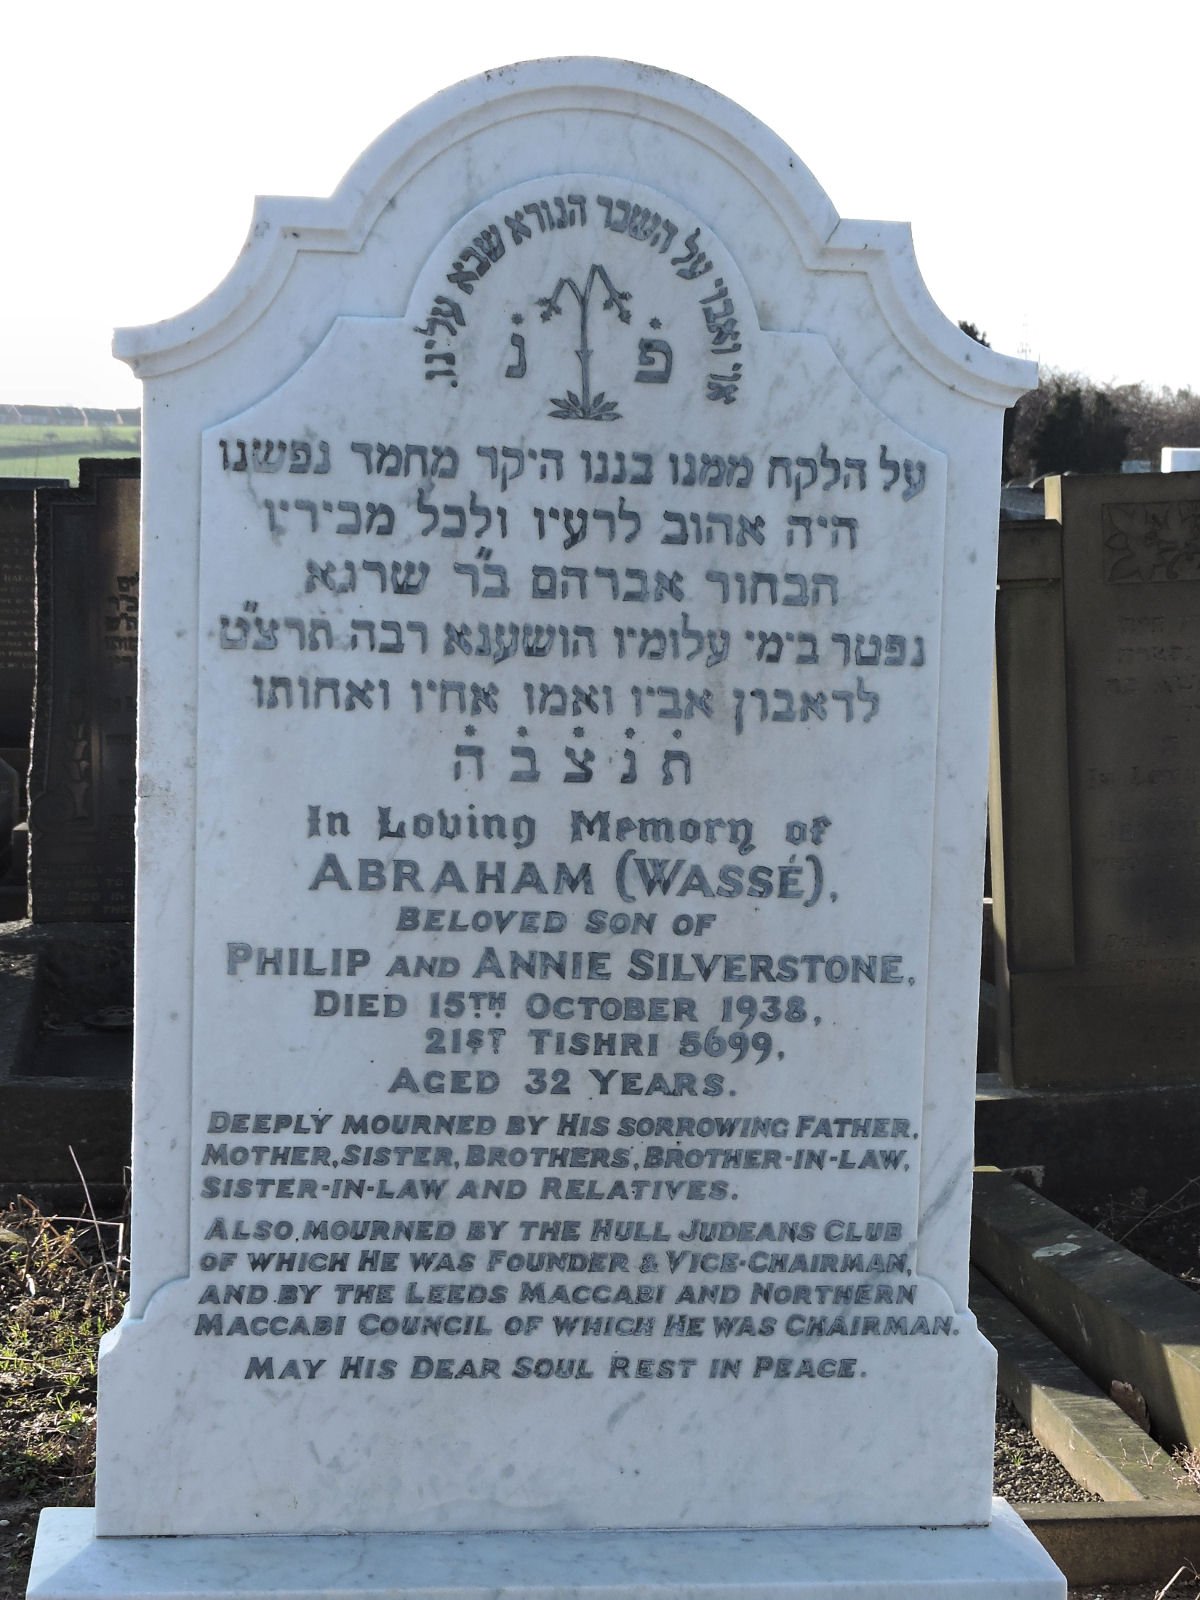 אוי ואבוי על השבר הנורא שבא עלינו
פ נ
על הלקח ממנו בננו היקר מחמד נפשנו
היה אהוב לרעיו ולכל מכיריו
הבחור אברהם ב״ר שרגא
נפטר בימי עלומיו הושענא רבה תרצ״ט
לדאבון אביו ואמו אחיו ואחותו
ת נ צ ב ה
In Loving Memory of
ABRAHAM (WASSÉ),
BELOVED SON OF
PHILIP AND ANNIE SILVERSTONE,
DIED 15TH OCTOBER 1938,
21ST TISHRI 5699,
AGED 32 YEARS.
DEEPLY MOURNED BY HIS SORROWING FATHER,
MOTHER, SISTER, BROTHERS, BROTHER-IN-LAW,
SISTER-IN-LAW AND RELATIVES.
ALSO MOURNED BY THE HULL JUDEANS CLUB
OF WHICH HE WAS FOUNDER & VICE-CHAIRMAN,
AND BY THE LEEDS MACCABI AND NORTHERN
MACCABI COUNCIL OF WHICH HE WAS CHAIRMAN.
MAY HIS DEAR SOUL REST IN PEACE.